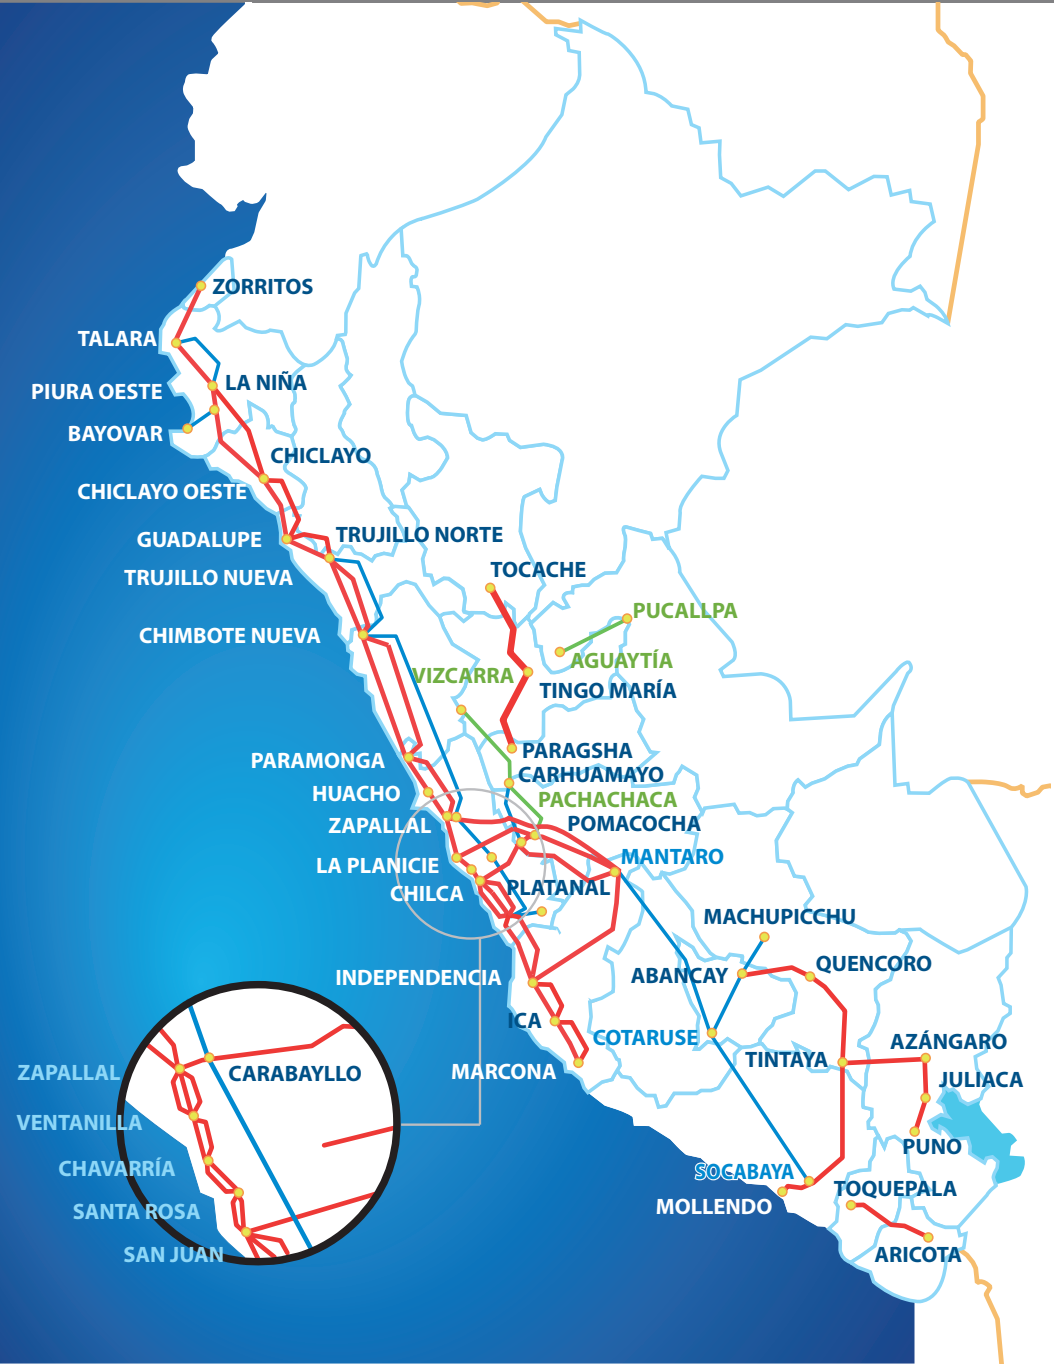 ZORRITOS
TALARA
LA NIÑA
PIURA OESTE
BAYOVAR
CHICLAYO
CHICLAYO OESTE
TRUJILLO NORTE
GUADALUPE
TOCACHE
TRUJILLO NUEVA
PUCALLPA
CHIMBOTE NUEVA
AGUAYTÍA
VIZCARRA
TINGO MARÍA
PARAGSHA
PARAMONGA
CARHUAMAYO
HUACHO
PACHACHACA
ZAPALLAL
POMACOCHA
MANTARO
LA PLANICIE
PLATANAL
CHILCA
MACHUPICCHU
QUENCORO
ABANCAY
INDEPENDENCIA
ICA
COTARUSE
AZÁNGARO
TINTAYA
MARCONA
JULIACA
ZAPALLAL
CARABAYLLO
VENTANILLA
PUNO
CHAVARRÍA
SOCABAYA
TOQUEPALA
MOLLENDO
SANTA ROSA
SAN JUAN
ARICOTA